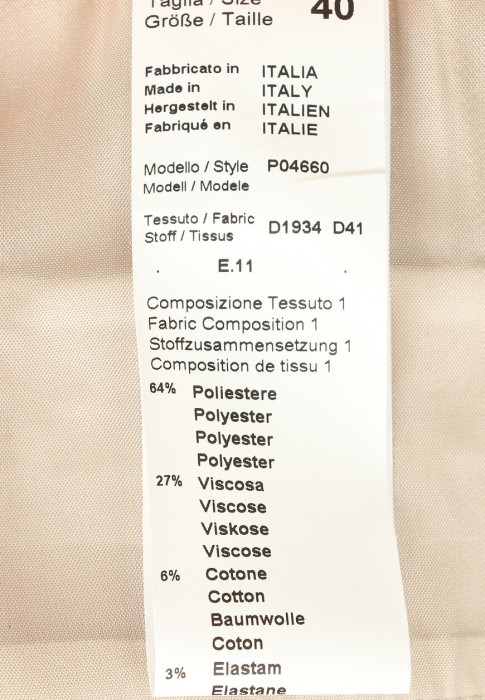 Taglia / Size 40
Größe / Taille
Fabbricato in ITALIA
Made in ITALY
Hergestelt in ITALIEN
Fabriqué en ITALIE
Modello / Style P04660
Modell / Modele
Tessuto / Fabric D1934 D41
Stoff / Tissus
. E.11 .
Composizione Tessuto 1
Fabric Composition 1
Stoffzusammensetzung 1
Composition de tissu 1
64% Poliestere
Polyester
Polyester
Polyester
27% Viscosa
Viscose
Viskose
Viscose
6% Cotone
Cotton
Baumwolle
Coton
3% Elastam
Elastane